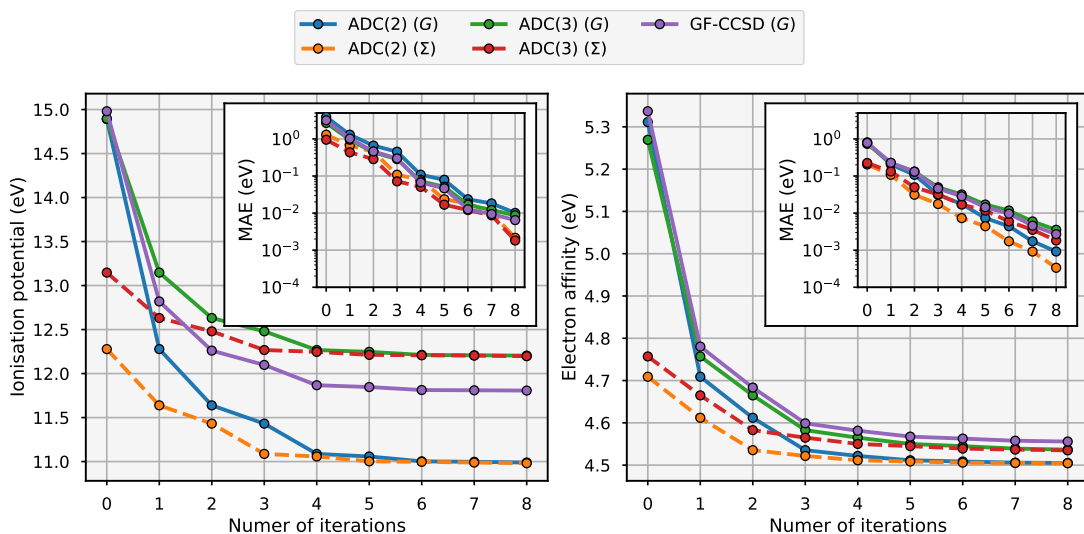 ADC(2) (G) ADC(3) (G) GF-CCSD (G)
ADC(2) (Σ) ADC(3) (Σ)
Ionisation potential (eV)
15.0
14.5
14.0
13.5
13.0
12.5
12.0
11.5
11.0
0 1 2 3 4 5 6 7 8
Numer of iterations
MAE (eV)
10⁰
10⁻¹
10⁻²
10⁻³
10⁻⁴
0 1 2 3 4 5 6 7 8
Electron affinity (eV)
5.3
5.2
5.1
5.0
4.9
4.8
4.7
4.6
4.5
0 1 2 3 4 5 6 7 8
Numer of iterations
MAE (eV)
10⁰
10⁻¹
10⁻²
10⁻³
10⁻⁴
0 1 2 3 4 5 6 7 8